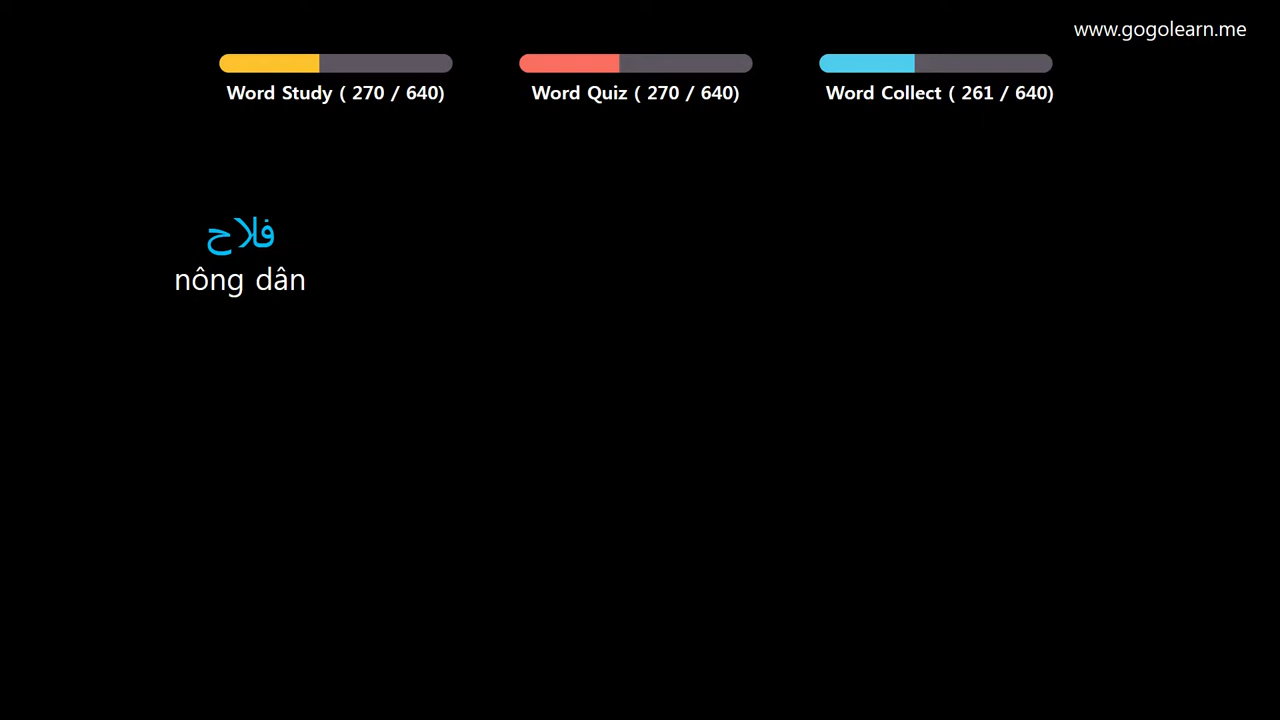 www.gogolearn.me
Word Study ( 270 / 640)
Word Quiz ( 270 / 640)
Word Collect ( 261 / 640)
فلاح
nông dân